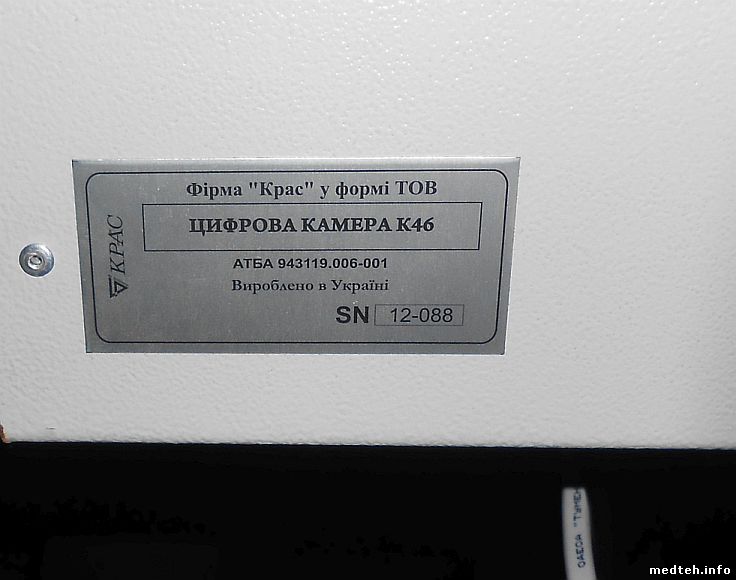 Фірма "Крас" у формі ТОВ
ЦИФРОВА КАМЕРА К46
КРАС
АТБА 943119.006-001
Вироблено в Україні
SN 12-088
medteh.info